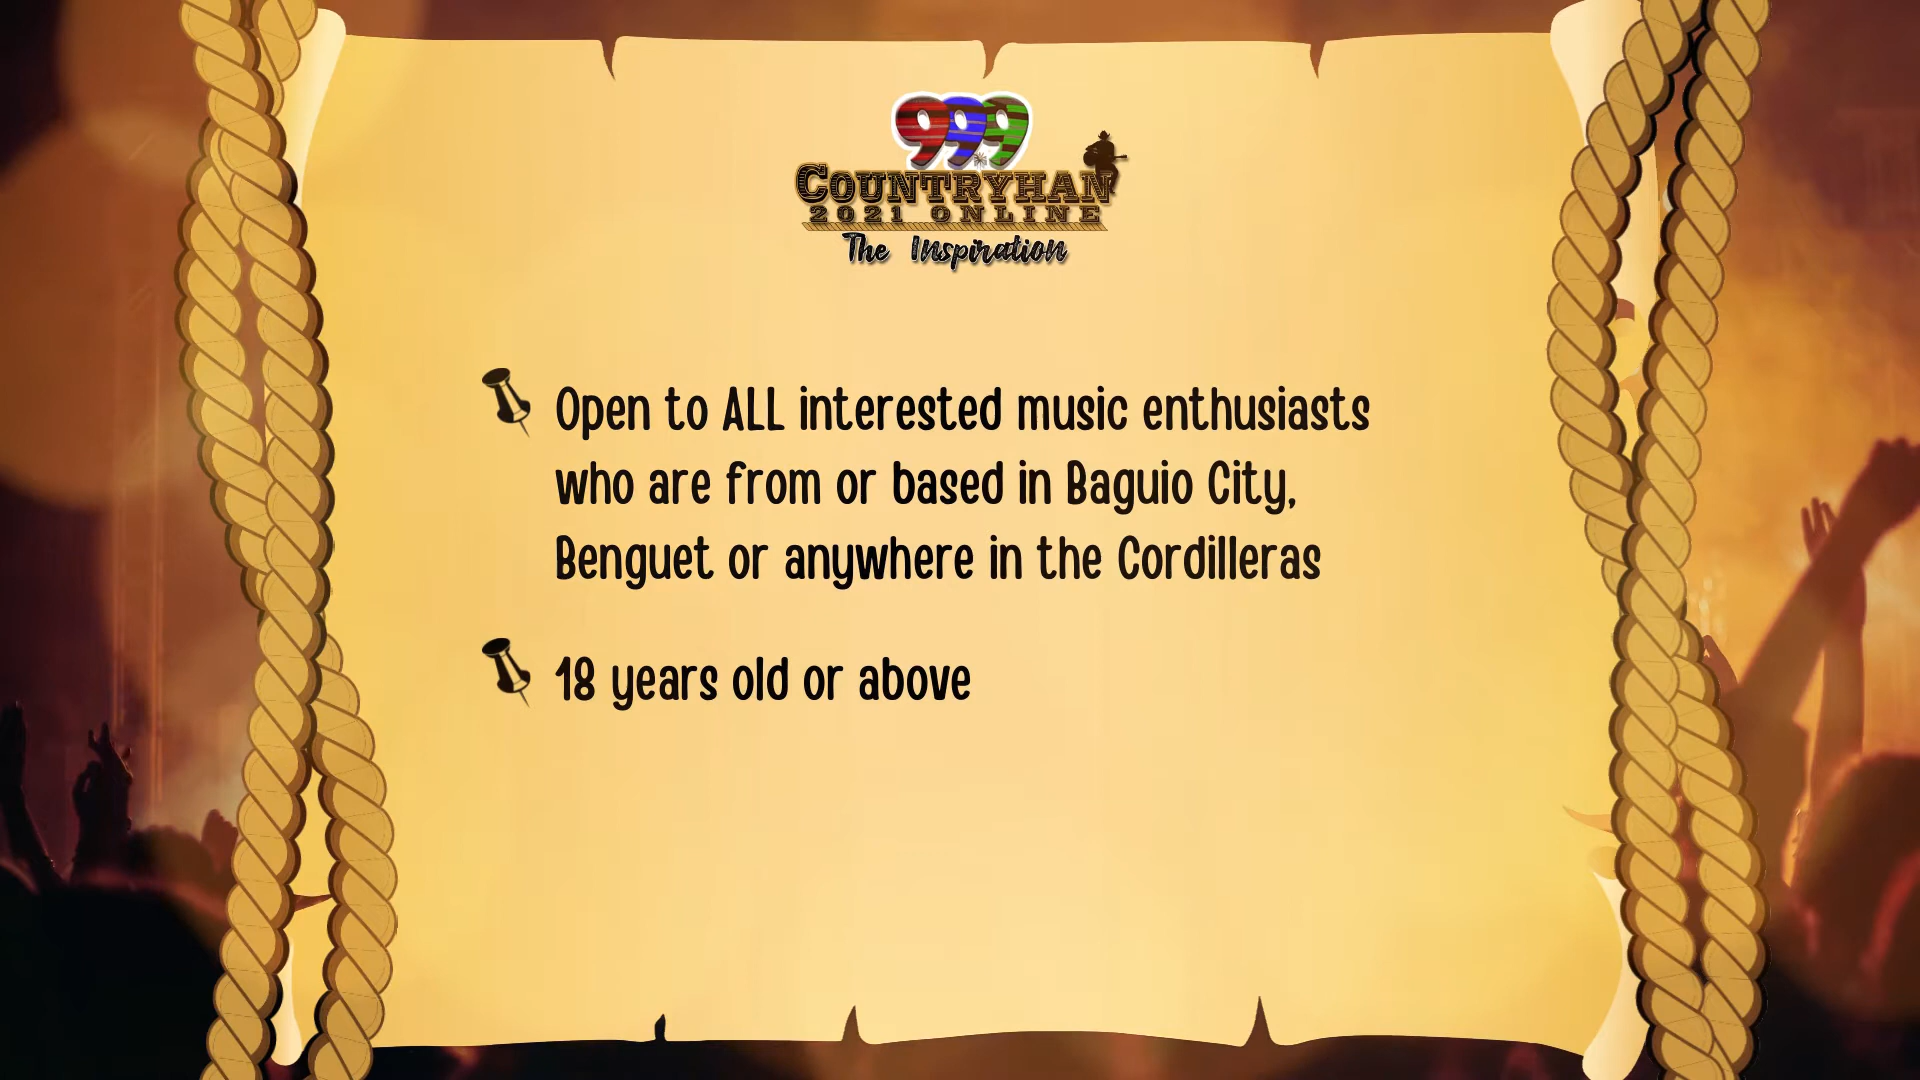 999
COUNTRYHAN
2021 ONLINE
The Inspiration
Open to ALL interested music enthusiasts
who are from or based in Baguio City,
Benguet or anywhere in the Cordilleras
18 years old or above